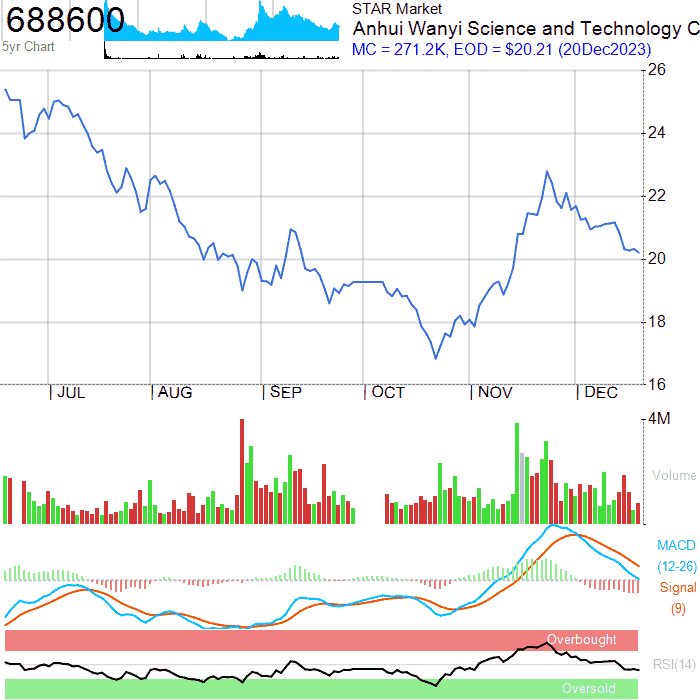 688600
5yr Chart
STAR Market
Anhui Wanyi Science and Technology C
MC = 271.2K, EOD = $20.21 (20Dec2023)
26
24
22
20
18
16
JUL AUG SEP OCT NOV DEC
4M
Volume
MACD
(12-26)
Signal
(9)
Overbought
RSI(14)
Oversold